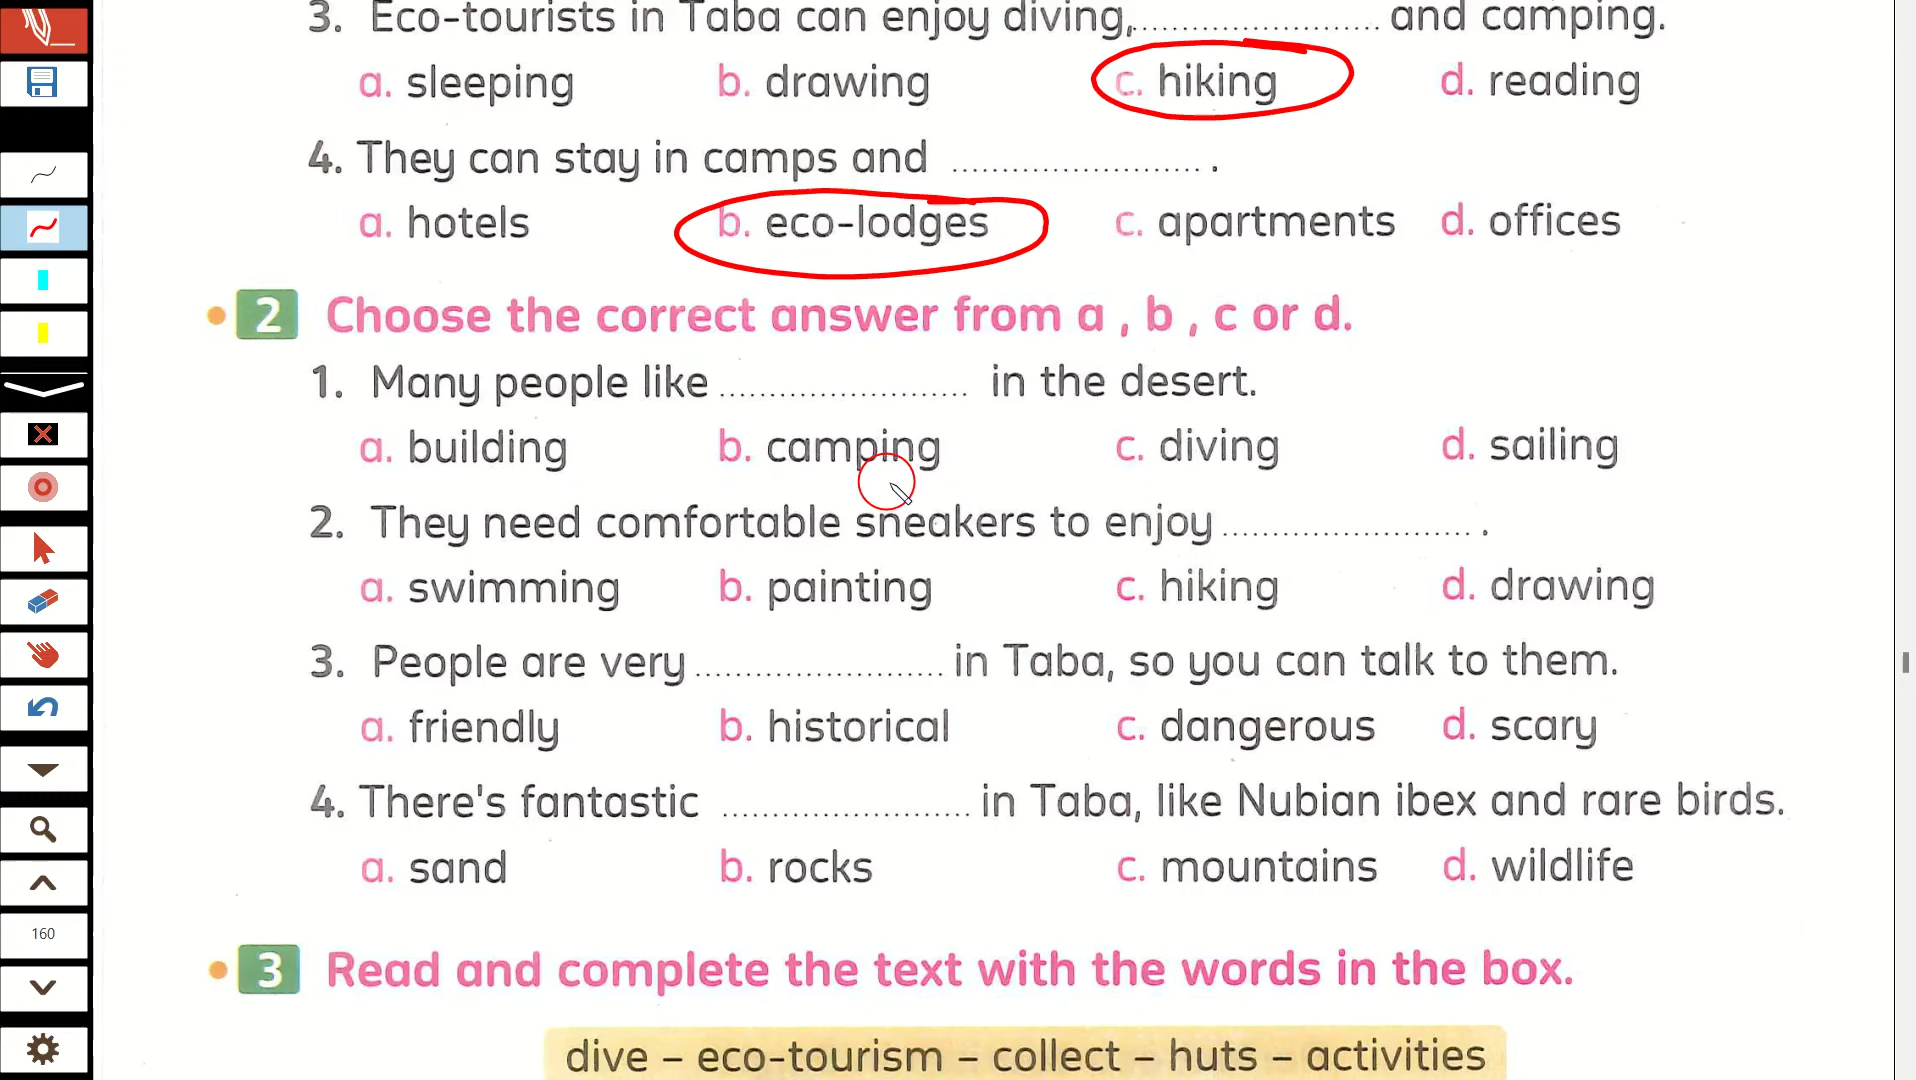 3. Eco-tourists in Taba can enjoy diving, ........................ and camping.
a. sleeping b. drawing c. hiking d. reading
4. They can stay in camps and ........................ .
a. hotels b. eco-lodges c. apartments d. offices
2 Choose the correct answer from a , b , c or d.
1. Many people like ........................ in the desert.
a. building b. camping c. diving d. sailing
2. They need comfortable sneakers to enjoy ........................ .
a. swimming b. painting c. hiking d. drawing
3. People are very ........................ in Taba, so you can talk to them.
a. friendly b. historical c. dangerous d. scary
4. There's fantastic ........................ in Taba, like Nubian ibex and rare birds.
a. sand b. rocks c. mountains d. wildlife
160
3 Read and complete the text with the words in the box.
dive – eco-tourism – collect – huts – activities